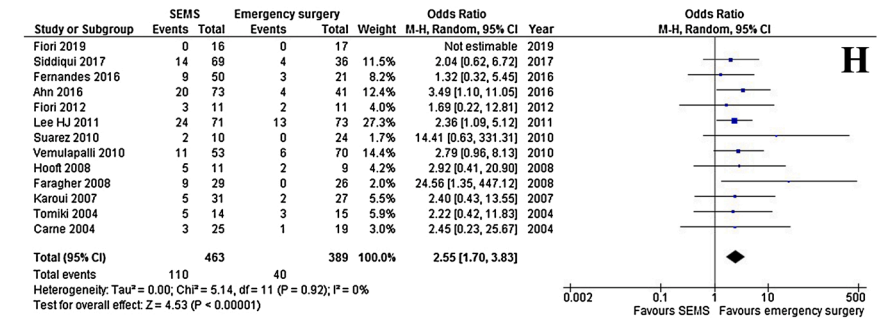 SEMS Emergency surgery Odds Ratio Odds Ratio
Study or Subgroup Events Total Events Total Weight M-H, Random, 95% CI Year M-H, Random, 95% CI
Fiori 2019 0 16 0 17 Not estimable 2019
Siddiqui 2017 14 69 4 36 11.5% 2.04 [0.62, 6.72] 2017
Fernandes 2016 9 50 3 21 8.2% 1.32 [0.32, 5.45] 2016
Ahn 2016 20 73 4 41 12.4% 3.49 [1.10, 11.05] 2016
Fiori 2012 3 11 2 11 4.0% 1.69 [0.22, 12.81] 2012
Lee HJ 2011 24 71 13 73 27.3% 2.36 [1.09, 5.12] 2011
Suarez 2010 2 10 0 24 1.7% 14.41 [0.63, 331.31] 2010
Vemulapalli 2010 11 53 6 70 14.4% 2.79 [0.96, 8.13] 2010
Hooft 2008 5 11 2 9 4.2% 2.92 [0.41, 20.90] 2008
Faragher 2008 9 29 0 26 2.0% 24.56 [1.35, 447.12] 2008
Karoui 2007 5 31 2 27 5.7% 2.40 [0.43, 13.55] 2007
Tomiki 2004 5 14 3 15 5.9% 2.22 [0.42, 11.83] 2004
Carne 2004 3 25 1 19 3.0% 2.45 [0.23, 25.67] 2004
H
Total (95% CI) 463 389 100.0% 2.55 [1.70, 3.83]
Total events 110 40
Heterogeneity: Tau² = 0.00; Chi² = 5.14, df = 11 (P = 0.92); I² = 0%
Test for overall effect: Z = 4.53 (P < 0.00001)
0.002 0.1 1 10 500
Favours SEMS Favours emergency surgery